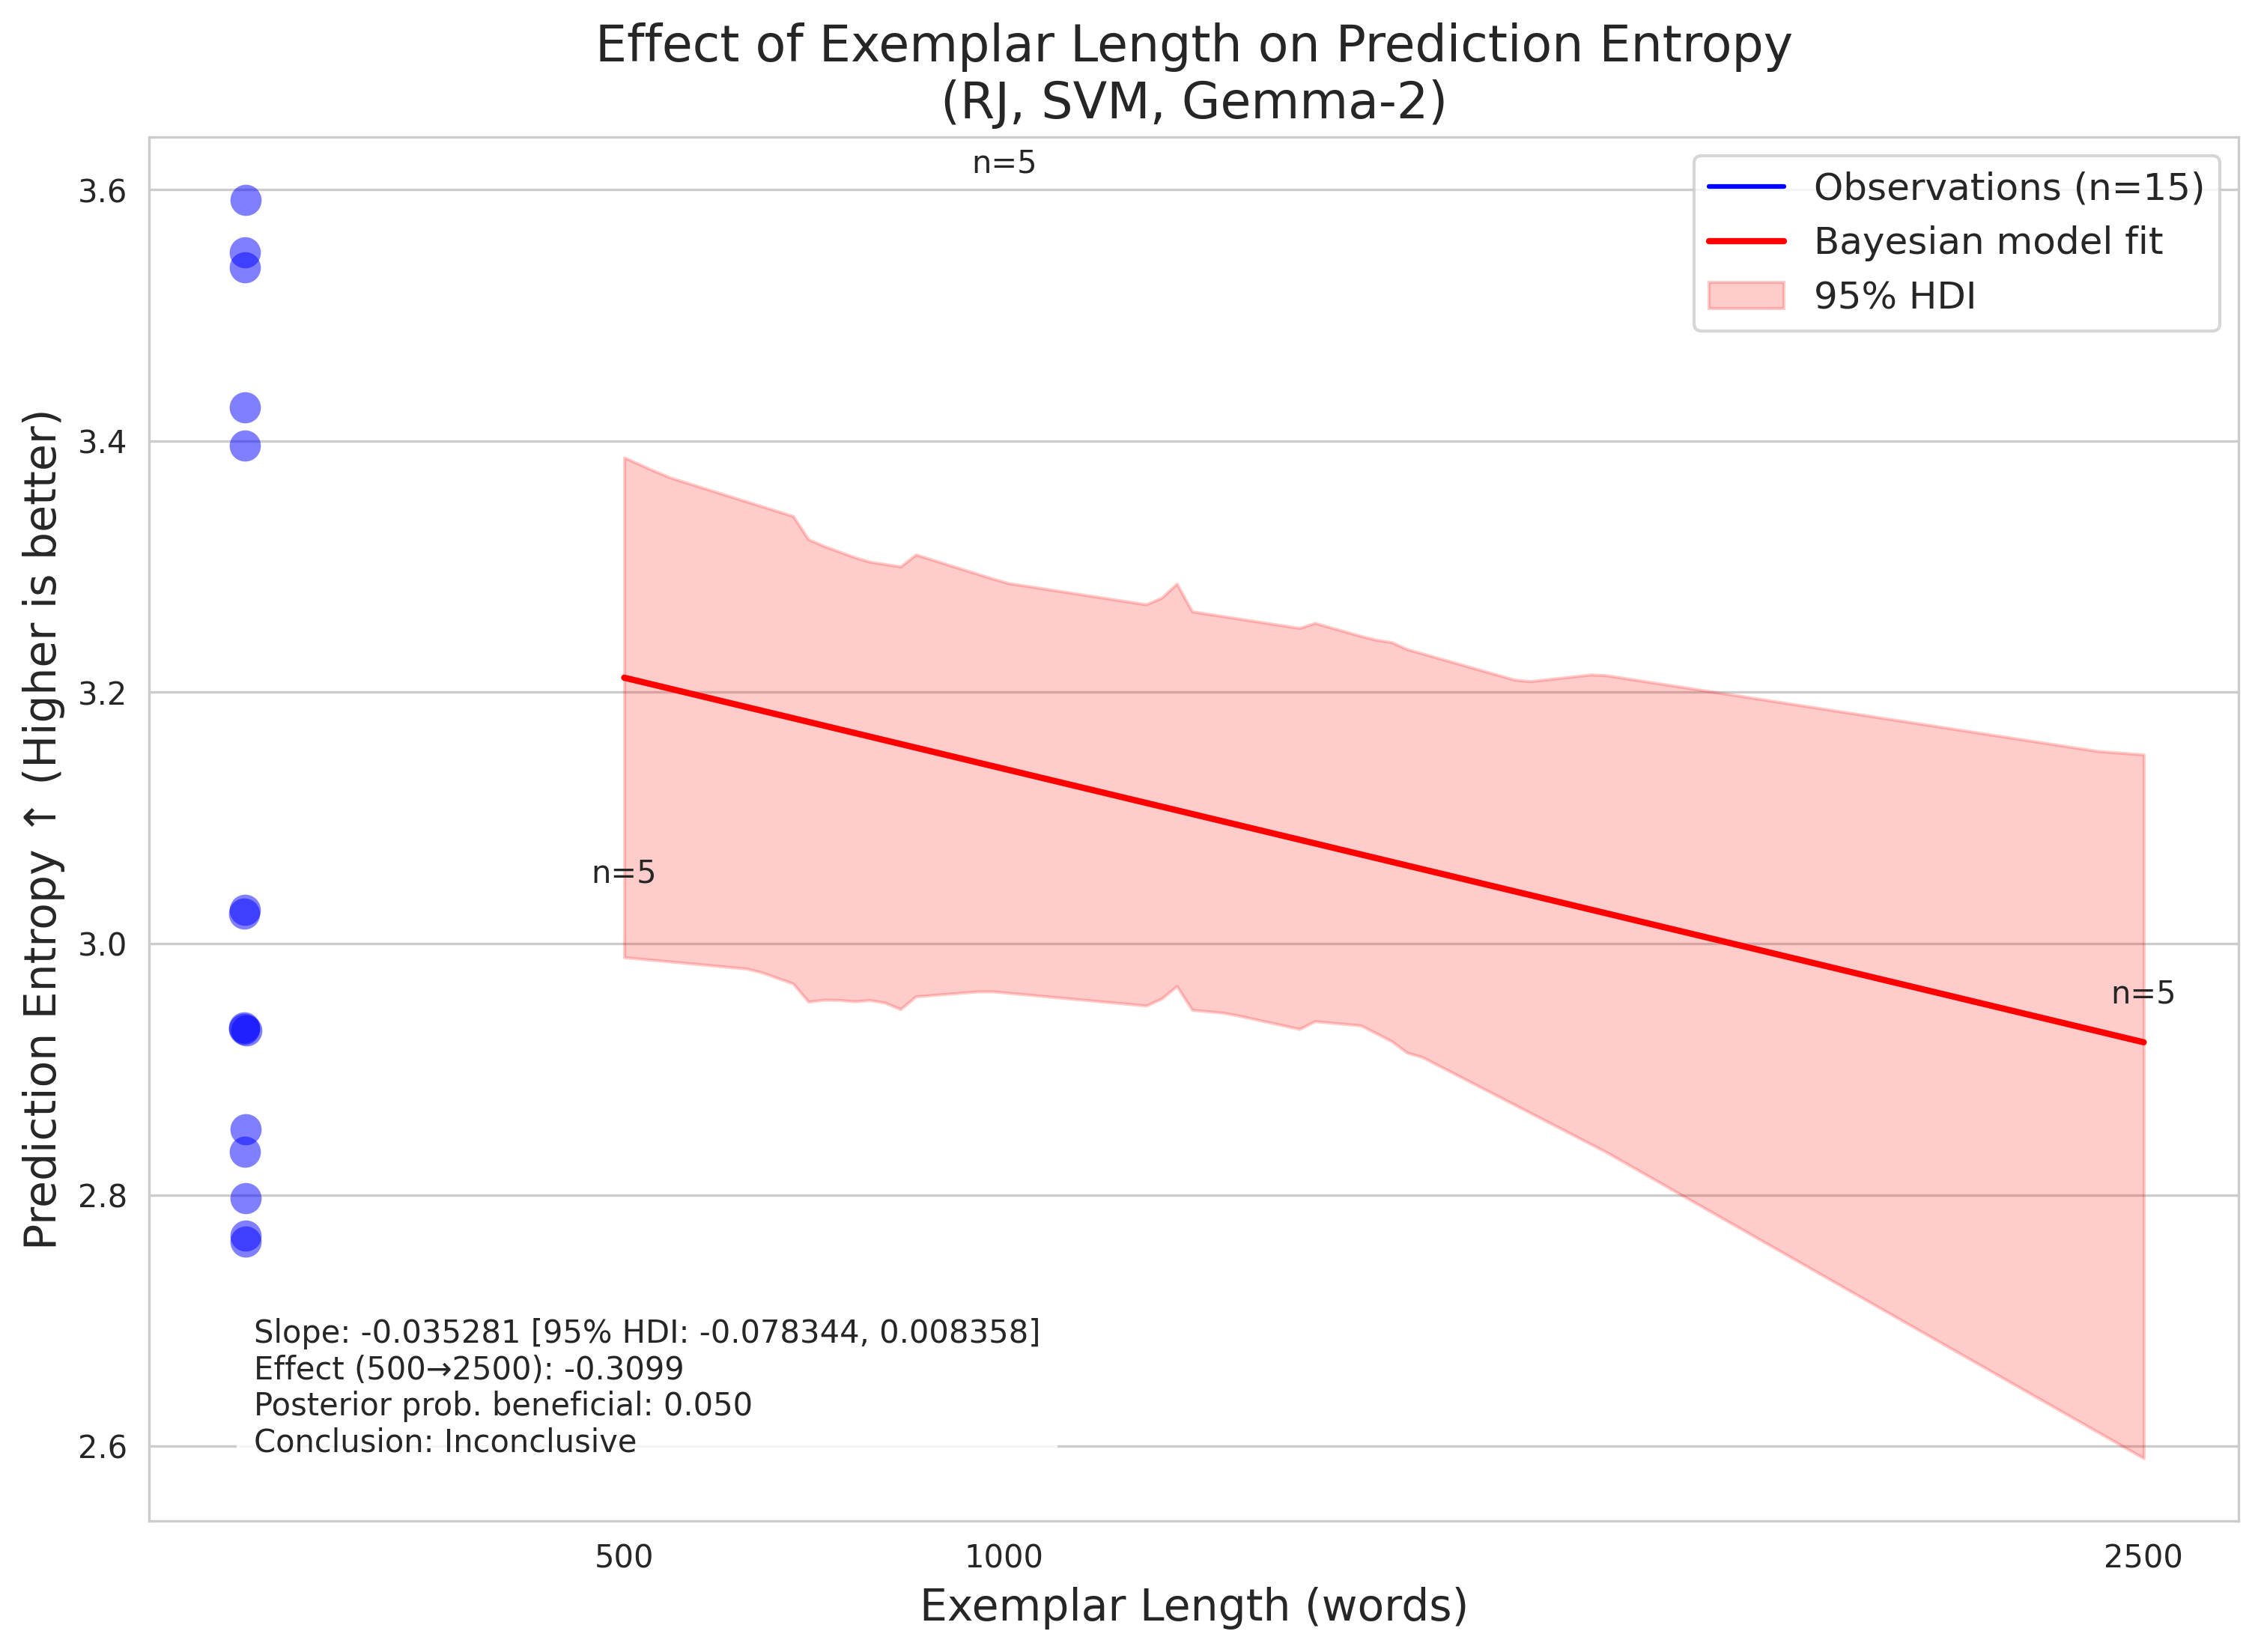 Effect of Exemplar Length on Prediction Entropy
(RJ, SVM, Gemma-2)
n=5
Observations (n=15)
Bayesian model fit
95% HDI
Prediction Entropy ↑ (Higher is better)
3.6
3.4
3.2
3.0
2.8
2.6
n=5
n=5
Slope: -0.035281 [95% HDI: -0.078344, 0.008358]
Effect (500→2500): -0.3099
Posterior prob. beneficial: 0.050
Conclusion: Inconclusive
500
1000
2500
Exemplar Length (words)